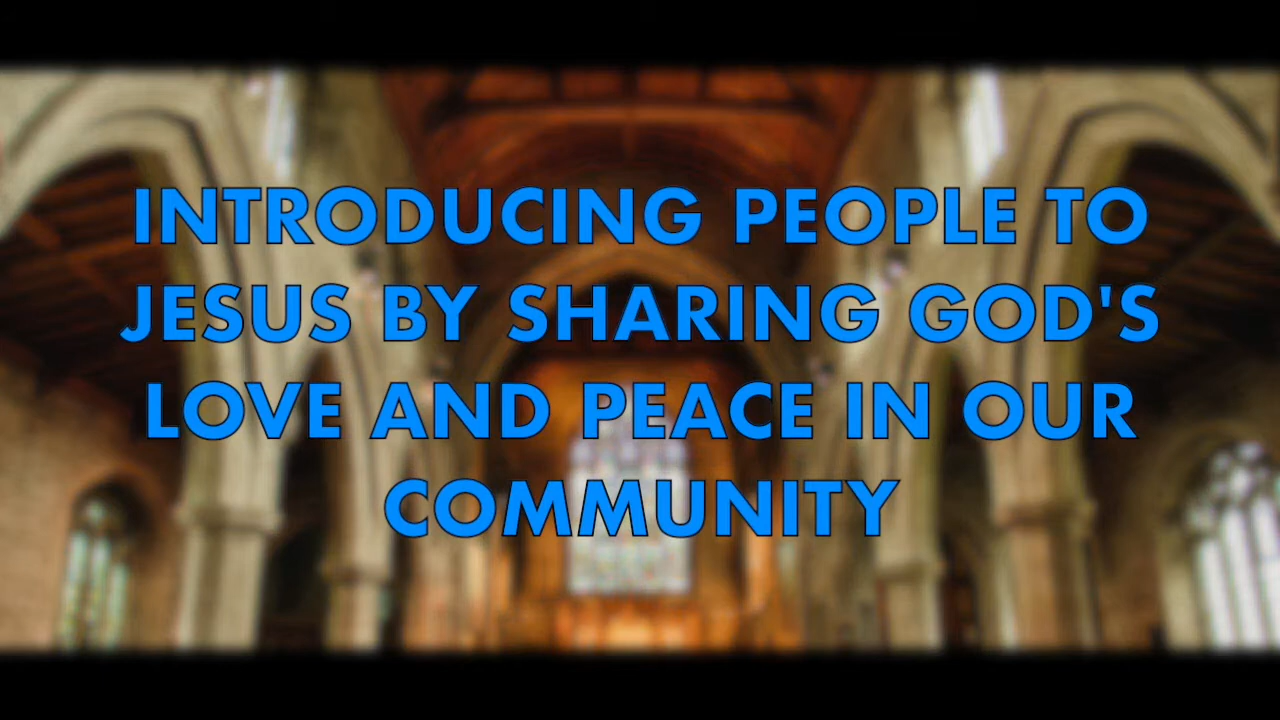 INTRODUCING PEOPLE TO
JESUS BY SHARING GOD'S
LOVE AND PEACE IN OUR
COMMUNITY